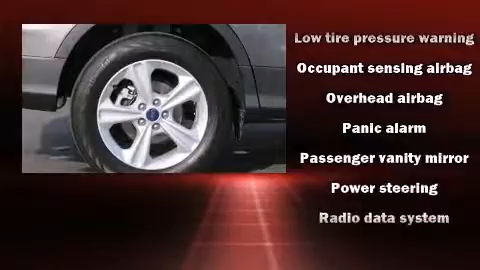 Low tire pressure warning
Occupant sensing airbag
Overhead airbag
Panic alarm
Passenger vanity mirror
Power steering
Radio data system